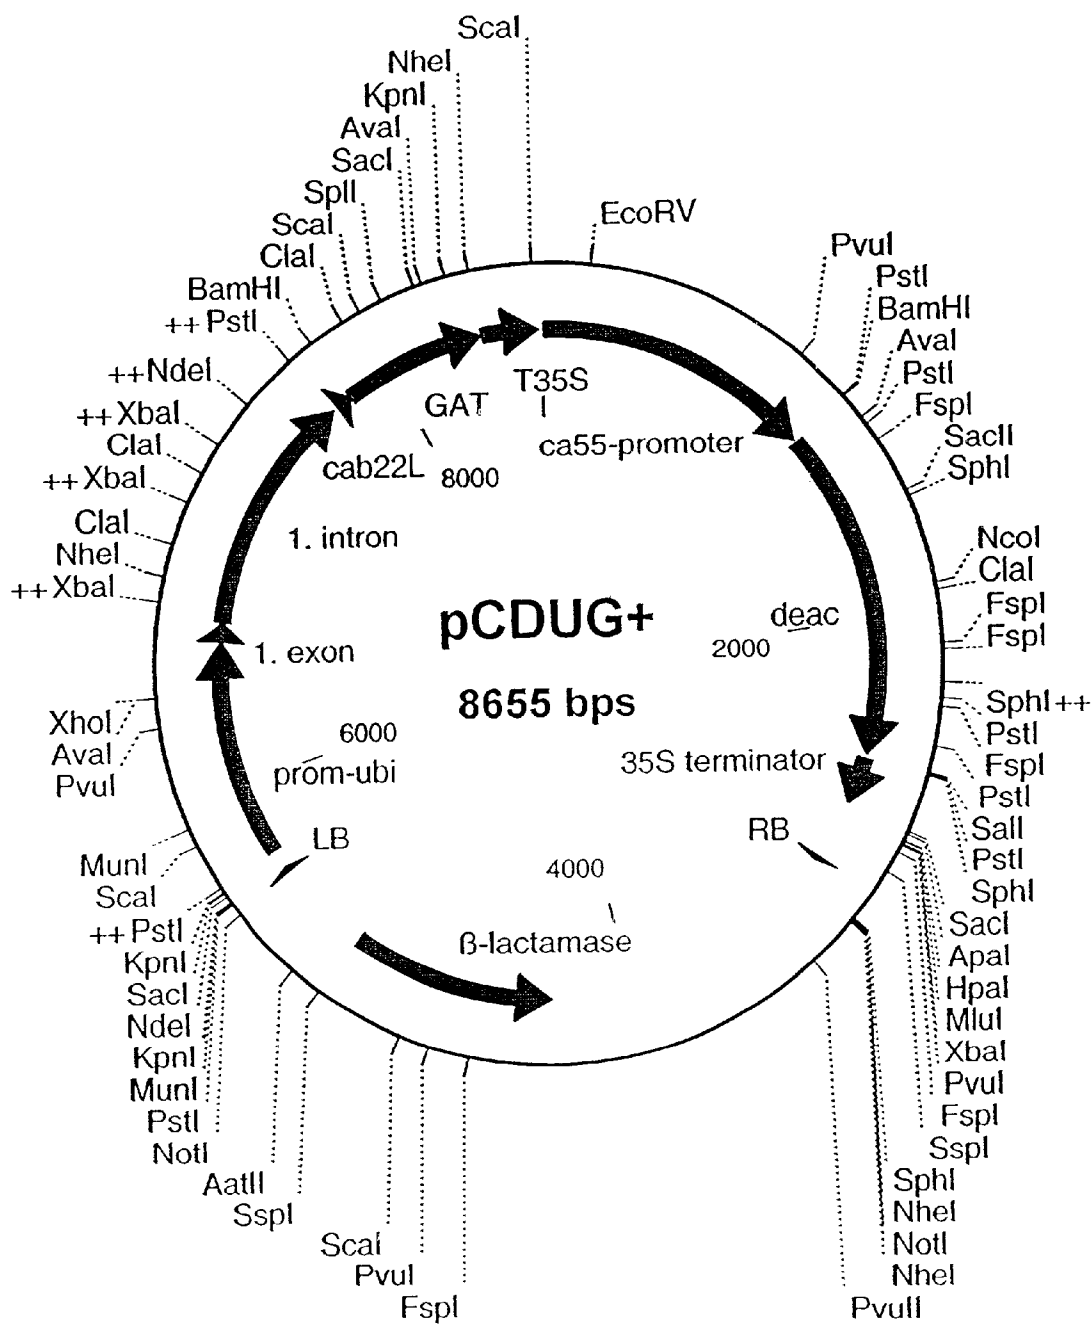 ScaI
NheI
KpnI
AvaI
SacI
SplI
ScaI
ClaI
BamHI
++ PstI
++NdeI
++ XbaI
ClaI
++XbaI
ClaI
NheI
++XbaI
XhoI
AvaI
PvuI
MunI
ScaI
++PstI
KpnI
SacI
NdeI
KpnI
MunI
PstI
NotI
AatII
SspI
ScaI
PvuI
FspI
EcoRV
PvuI
PstI
BamHI
AvaI
PstI
FspI
SacII
SphI
NcoI
ClaI
FspI
FspI
SphI++
PstI
FspI
PstI
SalI
PstI
SphI
SacI
ApaI
HpaI
MluI
XbaI
PvuI
FspI
SspI
SphI
NheI
NotI
NheI
PvuII
T35S
GAT
ca55-promoter
cab22L
8000
1. intron
pCDUG+
deac
2000
1. exon
8655 bps
6000
prom-ubi
35S terminator
LB
RB
4000
ß-lactamase